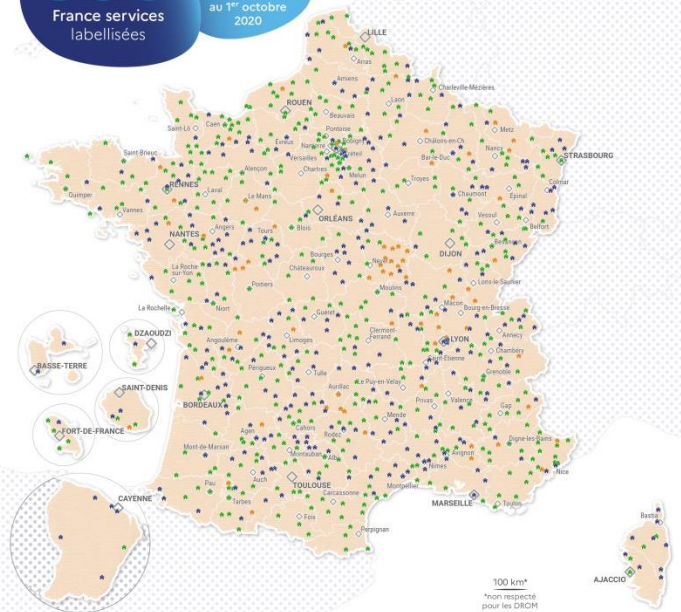 France services
labellisées
au 1er octobre
2020
LILLE
Arras
Amiens
Charleville-Mézières
Laon
ROUEN
Beauvais
Saint-Lô
Caen
Pontoise
Bobigny
Metz
Évreux
Nanterre
Créteil
Châlons-en-Ch.
Versailles
Bar-le-Duc
Nancy
STRASBOURG
Saint-Brieuc
Alençon
Chartres
Melun
Quimper
RENNES
Laval
Le Mans
Troyes
Chaumont
Épinal
Colmar
Vannes
ORLÉANS
Auxerre
Vesoul
Angers
Tours
Blois
Belfort
NANTES
Bourges
Nevers
DIJON
Besançon
La Roche-
sur-Yon
Châteauroux
Moulins
Lons-le-Saunier
Poitiers
Niort
Mâcon
Bourg-en-Bresse
La Rochelle
Guéret
DZAOUDZI
Angoulême
Limoges
Clermont-
Ferrand
LYON
Annecy
Chambéry
BASSE-TERRE
Saint-Étienne
Périgueux
Tulle
Grenoble
SAINT-DENIS
Aurillac
Le Puy-en-Velay
BORDEAUX
Privas
Valence
Gap
FORT-DE-FRANCE
Agen
Cahors
Rodez
Mende
Mont-de-Marsan
Montauban
Albi
Avignon
Digne-les-Bains
Nîmes
Nice
Pau
Auch
TOULOUSE
Montpellier
CAYENNE
Tarbes
Carcassonne
MARSEILLE
Toulon
Foix
Perpignan
Bastia
AJACCIO
100 km*
*non respecté
pour les DROM